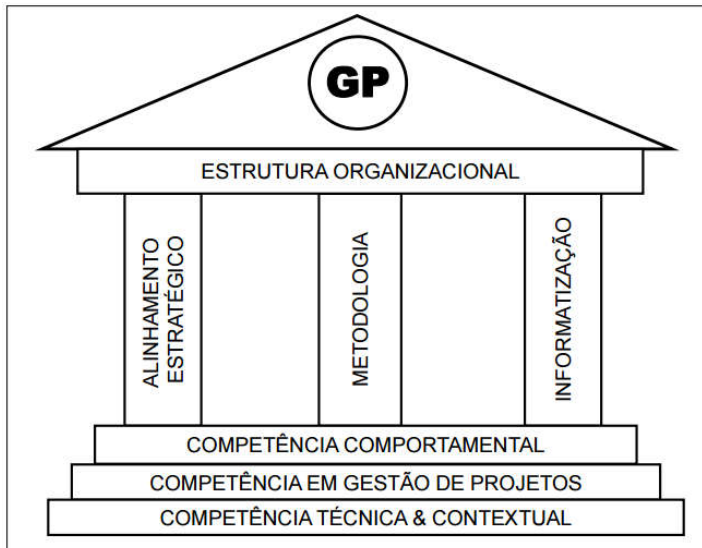 GP
ESTRUTURA ORGANIZACIONAL
ALINHAMENTO
ESTRATÉGICO
METODOLOGIA
INFORMATIZAÇÃO
COMPETÊNCIA COMPORTAMENTAL
COMPETÊNCIA EM GESTÃO DE PROJETOS
COMPETÊNCIA TÉCNICA & CONTEXTUAL